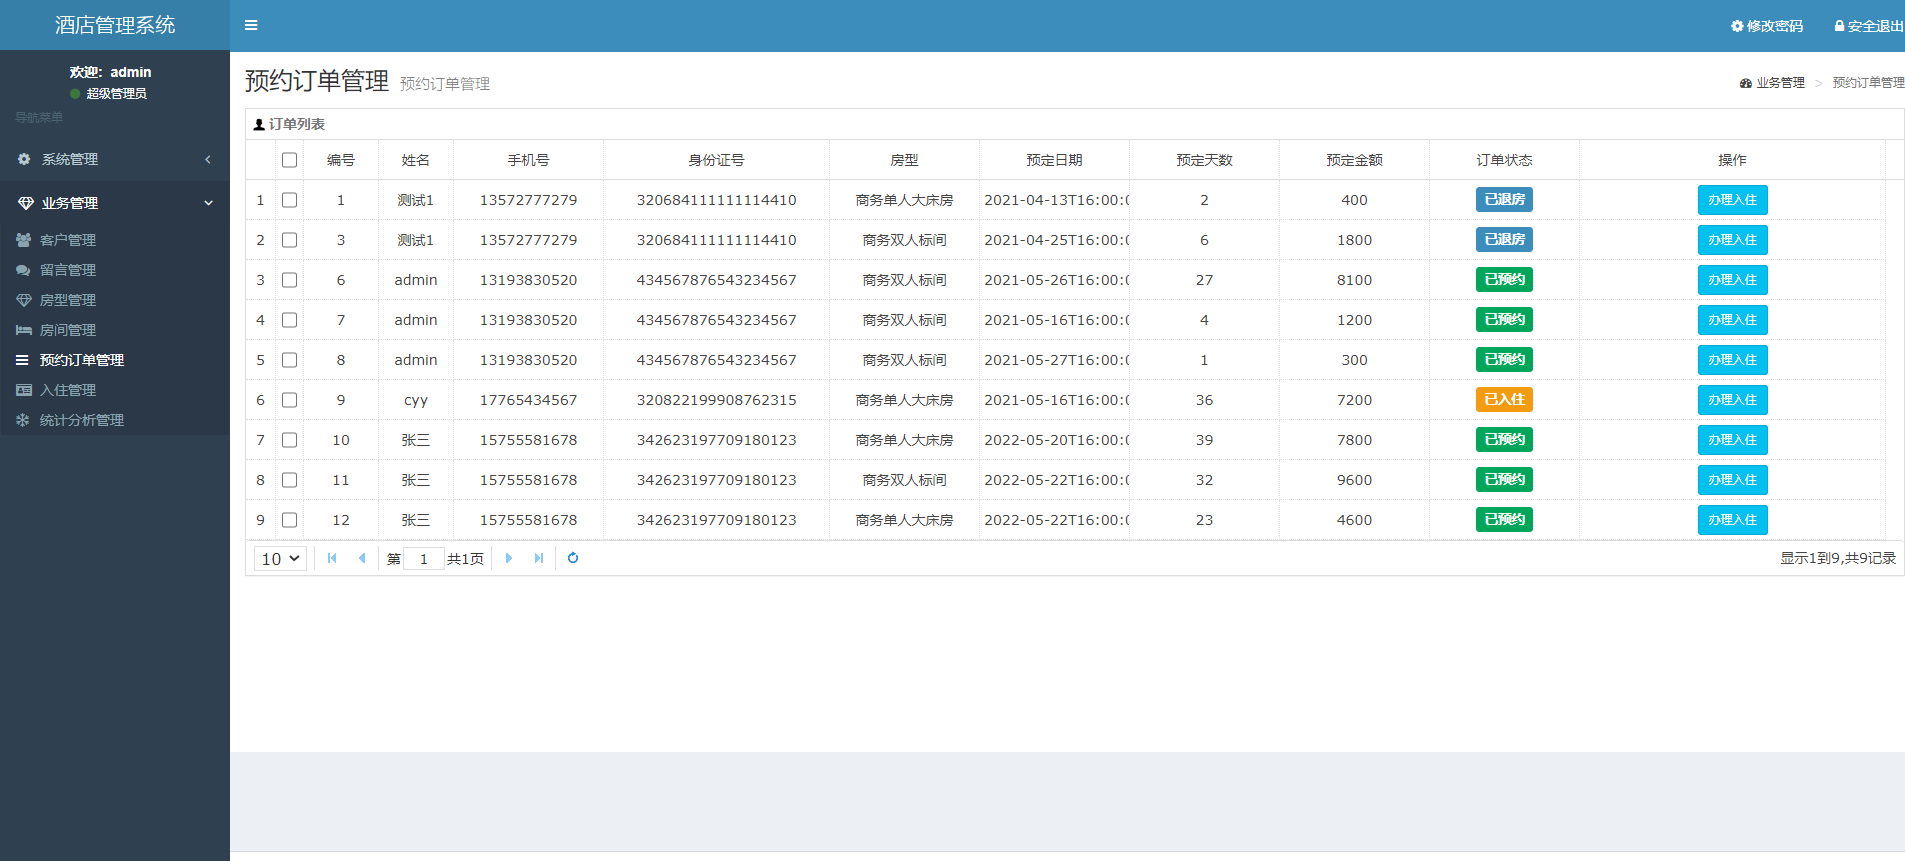 酒店管理系统
修改密码 安全退出
欢迎: admin
超级管理员
导航菜单
系统管理
业务管理
客户管理
留言管理
房型管理
房间管理
预约订单管理
入住管理
统计分析管理
预约订单管理 预约订单管理
业务管理 > 预约订单管理
订单列表
编号 姓名 手机号 身份证号 房型 预定日期 预定天数 预定金额 订单状态 操作
1 1 测试1 13572777279 320684111111114410 商务单人大床房 2021-04-13T16:00:0 2 400 已退房 办理入住
2 3 测试1 13572777279 320684111111114410 商务双人标间 2021-04-25T16:00:0 6 1800 已退房 办理入住
3 6 admin 13193830520 434567876543234567 商务双人标间 2021-05-26T16:00:0 27 8100 已预约 办理入住
4 7 admin 13193830520 434567876543234567 商务双人标间 2021-05-16T16:00:0 4 1200 已预约 办理入住
5 8 admin 13193830520 434567876543234567 商务双人标间 2021-05-27T16:00:0 1 300 已预约 办理入住
6 9 cyy 17765434567 320822199908762315 商务单人大床房 2021-05-16T16:00:0 36 7200 已入住 办理入住
7 10 张三 15755581678 342623197709180123 商务单人大床房 2022-05-20T16:00:0 39 7800 已预约 办理入住
8 11 张三 15755581678 342623197709180123 商务双人标间 2022-05-22T16:00:0 32 9600 已预约 办理入住
9 12 张三 15755581678 342623197709180123 商务单人大床房 2022-05-22T16:00:0 23 4600 已预约 办理入住
10 第 1 共1页 显示1到9,共9记录